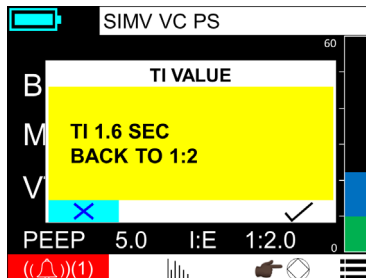 SIMV VC PS
60
TI VALUE
B
TI 1.6 SEC
M
BACK TO 1:2
V
PEEP 5.0 I:E 1:2.0
0
(1)